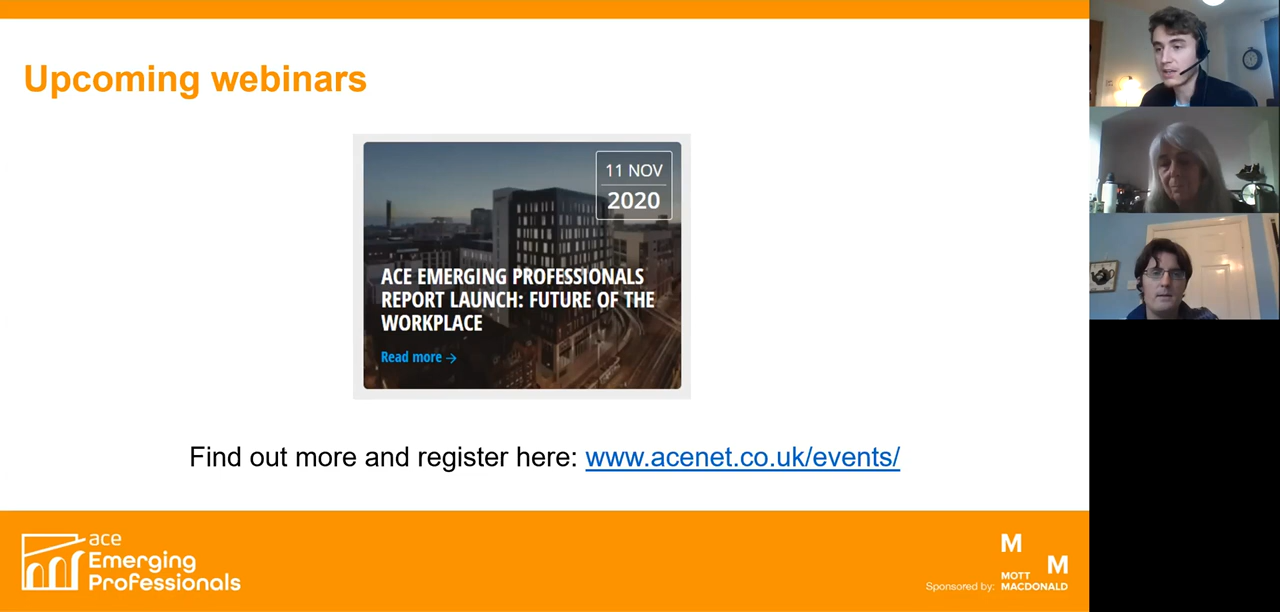 Upcoming webinars
11 NOV
2020
ACE EMERGING PROFESSIONALS
REPORT LAUNCH: FUTURE OF THE
WORKPLACE
Read more →
Find out more and register here: www.acenet.co.uk/events/
ace
Emerging
Professionals
M
M
Sponsored by: MOTT
MACDONALD